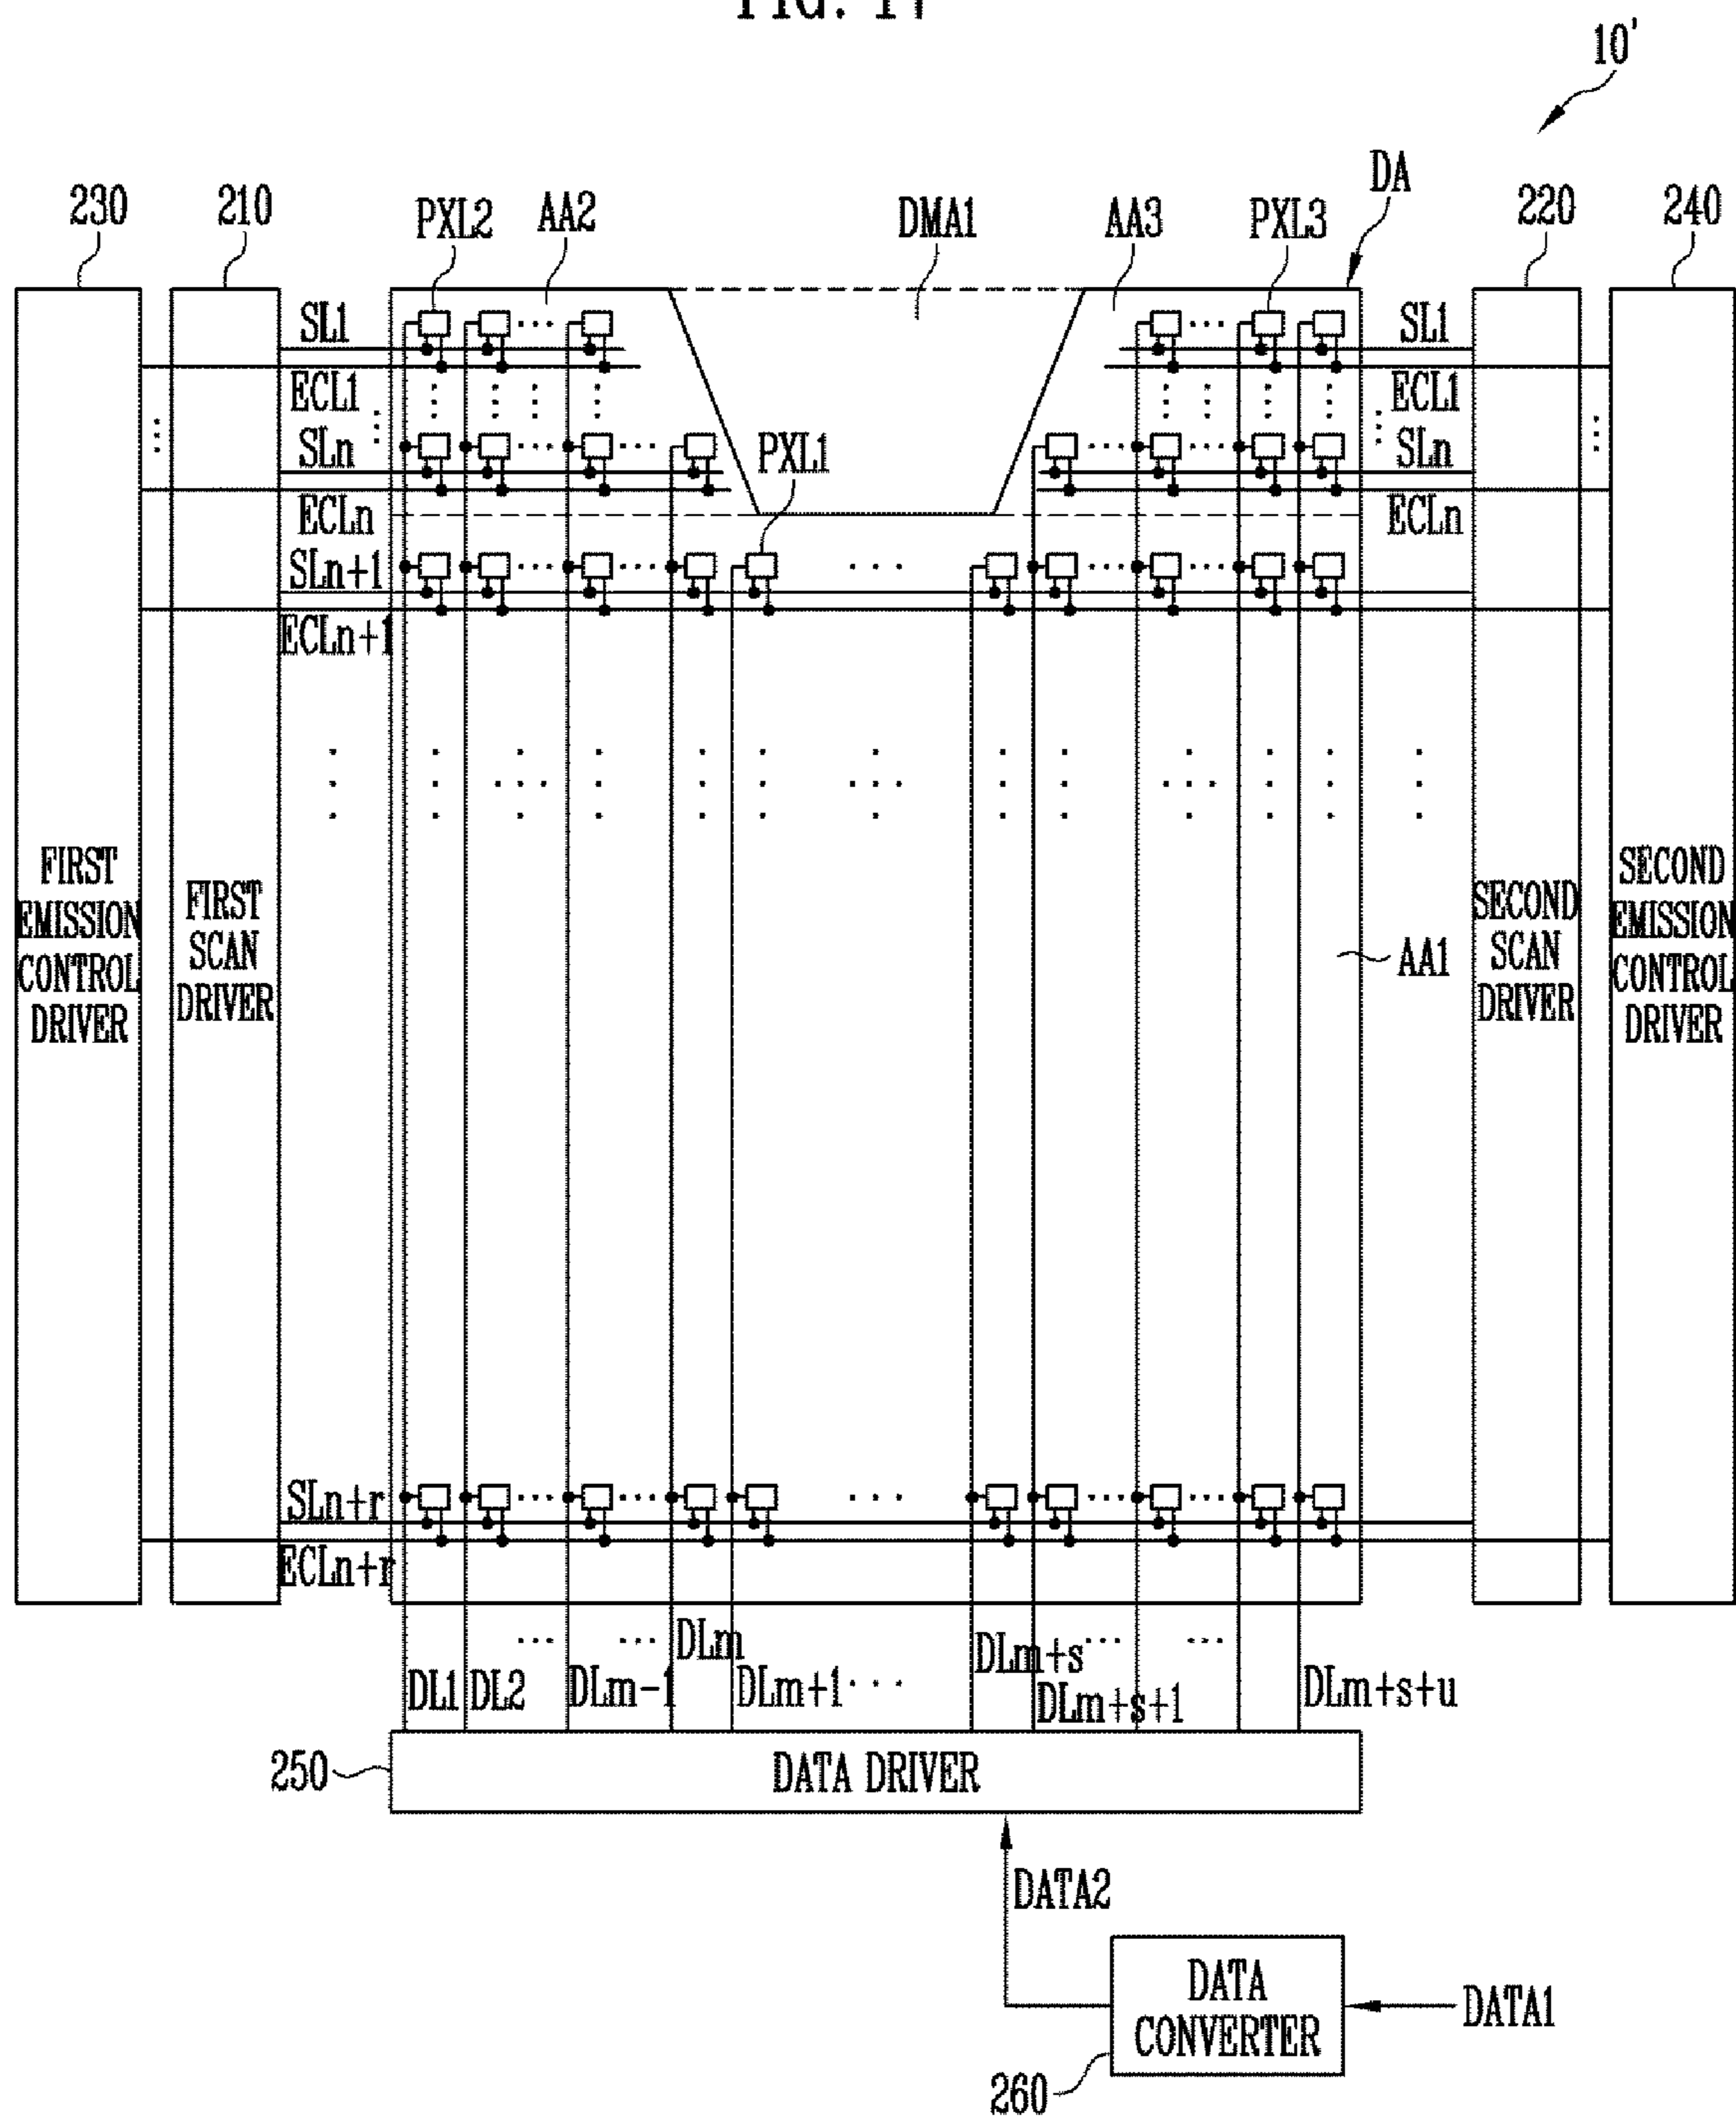 FIG. 17
10'
230
210
PXL2
AA2
DMA1
AA3
PXL3
DA
220
240
SL1
SL1
ECL1
ECL1
SLn
SLn
PXL1
ECLn
ECLn
SLn+1
ECLn+1
FIRST
EMISSION
CONTROL
DRIVER
FIRST
SCAN
DRIVER
SECOND
SCAN
DRIVER
SECOND
EMISSION
CONTROL
DRIVER
AA1
SLn+r
ECLn+r
DL1
DL2
DLm-1
DLm
DLm+1
DLm+s
DLm+s+1
DLm+s+u
250
DATA DRIVER
DATA2
DATA
CONVERTER
DATA1
260